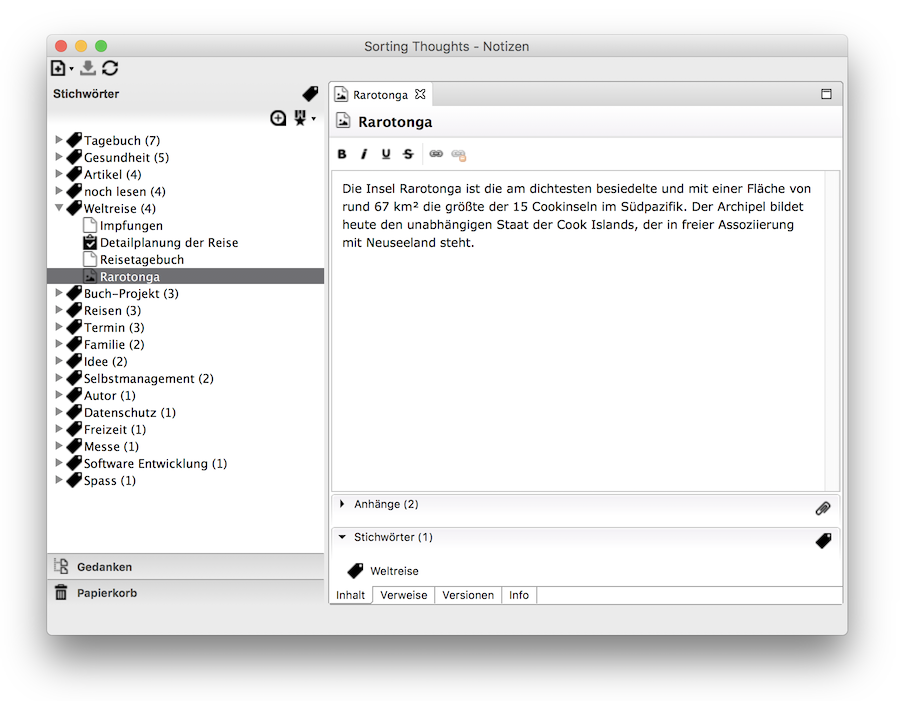 Sorting Thoughts - Notizen
Stichwörter
Tagebuch (7)
Gesundheit (5)
Artikel (4)
noch lesen (4)
Weltreise (4)
Impfungen
Detailplanung der Reise
Reisetagebuch
Rarotonga
Buch-Projekt (3)
Reisen (3)
Termin (3)
Familie (2)
Idee (2)
Selbstmanagement (2)
Autor (1)
Datenschutz (1)
Freizeit (1)
Messe (1)
Software Entwicklung (1)
Spass (1)
Gedanken
Papierkorb
Rarotonga
Rarotonga
B i U S
Die Insel Rarotonga ist die am dichtesten besiedelte und mit einer Fläche von
rund 67 km² die größte der 15 Cookinseln im Südpazifik. Der Archipel bildet
heute den unabhängigen Staat der Cook Islands, der in freier Assoziierung
mit Neuseeland steht.
Anhänge (2)
Stichwörter (1)
Weltreise
Inhalt Verweise Versionen Info